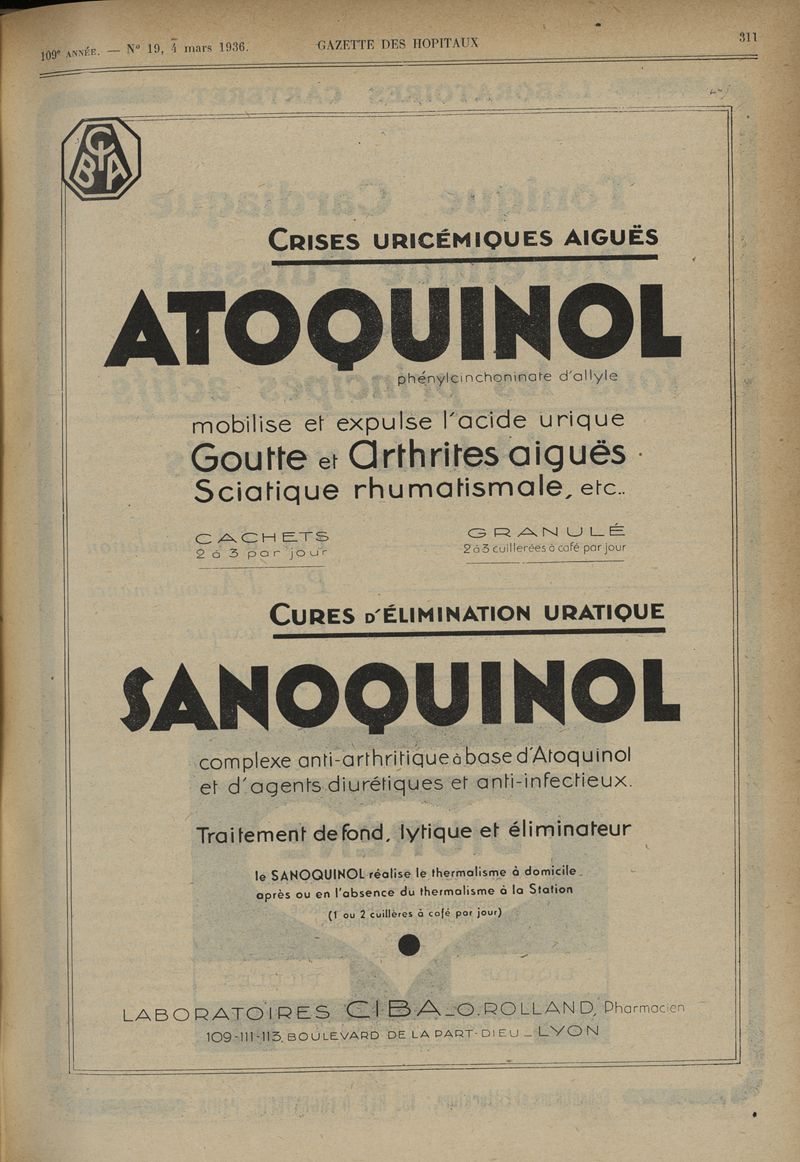 109e ANNÉE. — No 19, 4 mars 1936.
GAZETTE DES HOPITAUX
311
CIBA
CRISES URICÉMIQUES AIGUËS
ATOQUINOL
phénylcinchoninate d'allyle
mobilise et expulse l'acide urique
Goutte et Arthrites aiguës
Sciatique rhumatismale, etc..
CACHETS
2 à 3 par jour
GRANULÉ
2 à 3 cuillerées à café par jour
CURES D'ÉLIMINATION URATIQUE
SANOQUINOL
complexe anti-arthritique à base d'Atoquinol
et d'agents diurétiques et anti-infectieux.
Traitement de fond, lytique et éliminateur
le SANOQUINOL réalise le thermalisme à domicile
après ou en l'absence du thermalisme à la Station
(1 ou 2 cuillères à café par jour)
LABORATOIRES CIBA_O.ROLLAND, Pharmacien
109-111-113, BOULEVARD DE LA PART-DIEU _ LYON